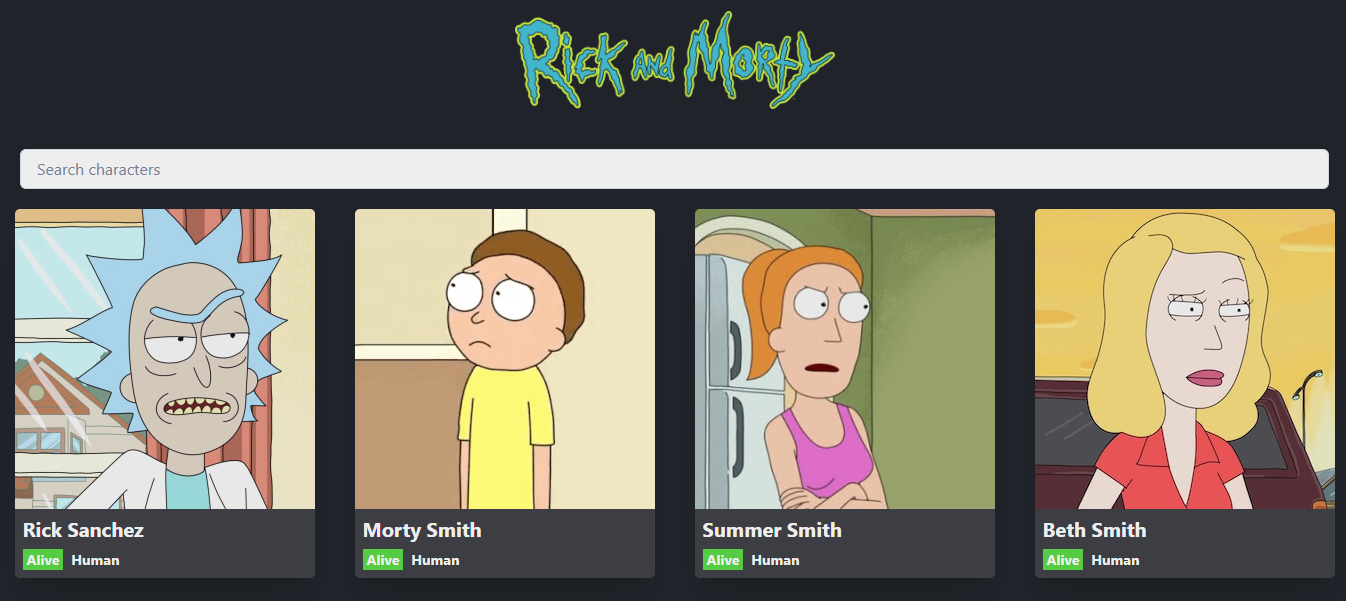 Rick and Morty
Search characters
Rick Sanchez
Alive Human
Morty Smith
Alive Human
Summer Smith
Alive Human
Beth Smith
Alive Human